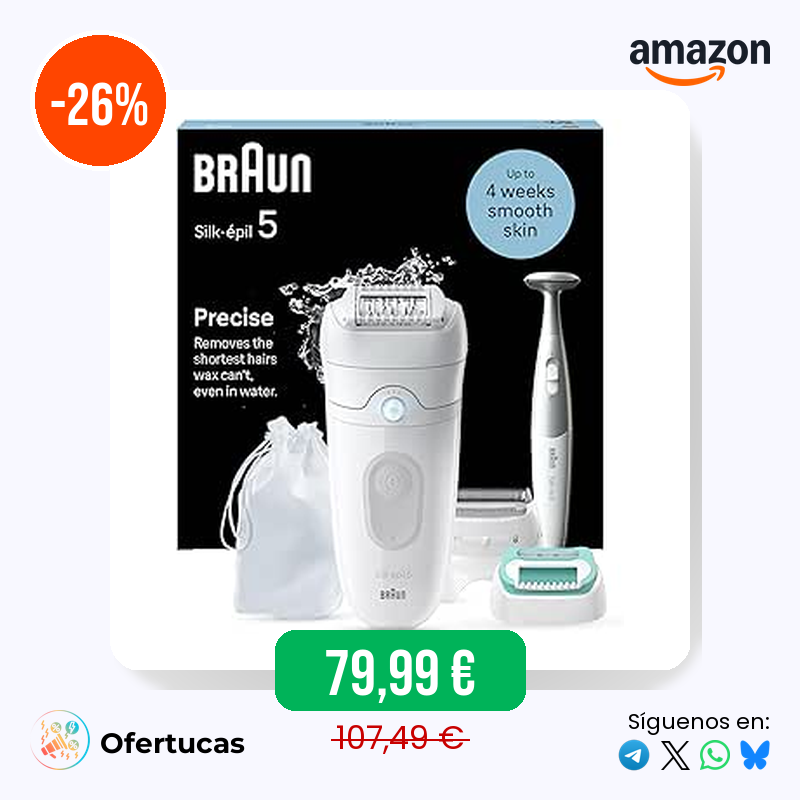 -26%
amazon
BRAUN
Silk·épil 5
Up to
4 weeks
smooth
skin
Precise
Removes the
shortest hairs
wax can't,
even in water.
BRAUN
79,99 €
107,49 €
Ofertucas
Síguenos en: